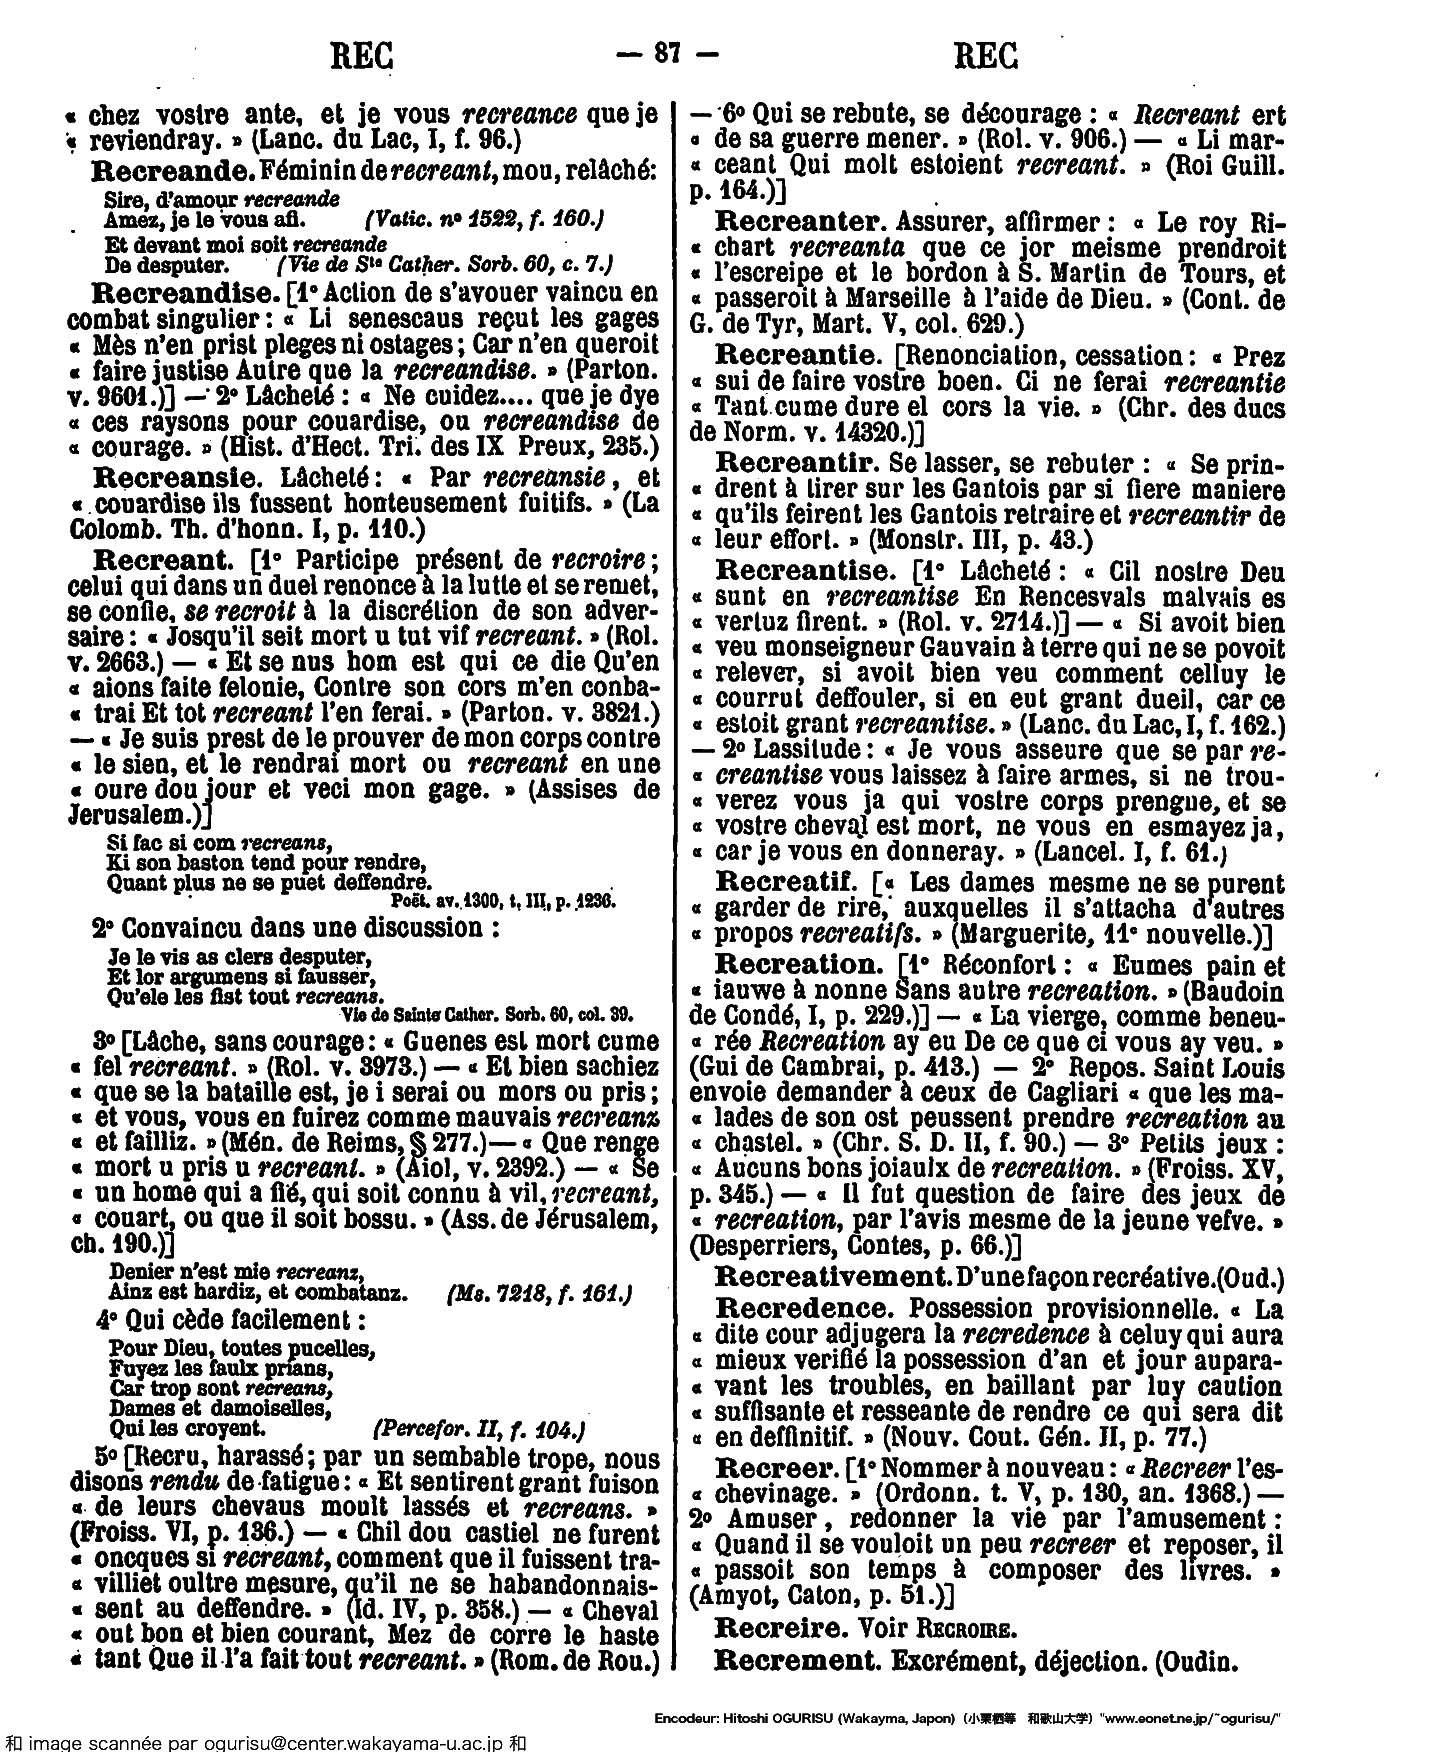 REC — 87 — REC
« chez vostre ante, et je vous recreance que je
« reviendray. » (Lanc. du Lac, I, f. 96.)
Recreande. Féminin de recreant, mou, relâché:
Sire, d'amour recreande
Amez, je le vous afi. (Vatic. nº 1522, f. 160.)
Et devant moi soit recreande
De desputer. (Vie de Ste Cather. Sorb. 60, c. 7.)
Recreandise. [1º Action de s'avouer vaincu en
combat singulier : « Li senescaus reçut les gages
« Mès n'en prist pleges ni ostages ; Car n'en queroit
« faire justise Autre que la recreandise. » (Parton.
v. 9601.)] — 2º Lâcheté : « Ne cuidez.... que je dye
« ces raysons pour couardise, ou recreandise de
« courage. » (Hist. d'Hect. Tri. des IX Preux, 235.)
Recreansie. Lâcheté : « Par recreansie, et
« couardise ils fussent honteusement fuitifs. » (La
Colomb. Th. d'honn. I, p. 110.)
Recreant. [1º Participe présent de recroire ;
celui qui dans un duel renonce à la lutte et se remet,
se confie, se recroit à la discrétion de son adver-
saire : « Josqu'il seit mort u tut vif recreant. » (Rol.
v. 2663.) — « Et se nus hom est qui ce die Qu'en
« aions faite felonie, Contre son cors m'en conba-
« trai Et tot recreant l'en ferai. » (Parton. v. 3821.)
— « Je suis prest de le prouver de mon corps contre
« le sien, et le rendrai mort ou recreant en une
« oure dou jour et veci mon gage. » (Assises de
Jerusalem.)]
Si fac si com recreans,
Ki son baston tend pour rendre,
Quant plus ne se puet deffendre.
Poët. av. 1300, t. III, p. 1236.
2º Convaincu dans une discussion :
Je le vis as clers desputer,
Et lor argumens si fausser,
Qu'ele les fist tout recreans.
Vie de Sainte Cather. Sorb. 60, col. 39.
3º [Lâche, sans courage : « Guenes est mort cume
« fel recreant. » (Rol. v. 3973.) — « Et bien sachiez
« que se la bataille est, je i serai ou mors ou pris ;
« et vous, vous en fuirez comme mauvais recreanz
« et failliz. » (Mén. de Reims, § 277.) — « Que renge
« mort u pris u recreant. » (Aiol, v. 2392.) — « Se
« un home qui a fié, qui soit connu à vil, recreant,
« couart, ou que il soit bossu. » (Ass. de Jérusalem,
ch. 190.)]
Denier n'est mie recreanz,
Ainz est hardiz, et combatanz. (Ms. 7218, f. 161.)
4º Qui cède facilement :
Pour Dieu, toutes pucelles,
Fuyez les faulx prians,
Car trop sont recreans,
Dames et damoiselles,
Qui les croyent. (Percefor. II, f. 104.)
5º [Recru, harassé ; par un sembable trope, nous
disons rendu de fatigue : « Et sentirent grant fuison
« de leurs chevaus moult lassés et recreans. »
(Froiss. VI, p. 136.) — « Chil dou castiel ne furent
« oncques si recreant, comment que il fuissent tra-
« villiet oultre mesure, qu'il ne se habandonnais-
« sent au deffendre. » (Id. IV, p. 358.) — « Cheval
« out bon et bien courant, Mez de corre le haste
« tant Que il l'a fait tout recreant. » (Rom. de Rou.)
— 6º Qui se rebute, se décourage : « Recreant ert
« de sa guerre mener. » (Rol. v. 906.) — « Li mar-
« ceant Qui molt estoient recreant. » (Roi Guill.
p. 164.)]
Recreanter. Assurer, affirmer : « Le roy Ri-
« chart recreanta que ce jor meisme prendroit
« l'escreipe et le bordon à S. Martin de Tours, et
« passeroit à Marseille à l'aide de Dieu. » (Cont. de
G. de Tyr, Mart. V, col. 629.)
Recreantie. [Renonciation, cessation : « Prez
« sui de faire vostre boen. Ci ne ferai recreantie
« Tant cume dure el cors la vie. » (Chr. des ducs
de Norm. v. 14320.)]
Recreantir. Se lasser, se rebuter : « Se prin-
« drent à tirer sur les Gantois par si fiere maniere
« qu'ils feirent les Gantois retraire et recreantir de
« leur effort. » (Monstr. III, p. 43.)
Recreantise. [1º Lâcheté : « Cil nostre Deu
« sunt en recreantise En Rencesvals malvais es
« vertuz firent. » (Rol. v. 2714.)] — « Si avoit bien
« veu monseigneur Gauvain à terre qui ne se povoit
« relever, si avoit bien veu comment celluy le
« courrut deffouler, si en eut grant dueil, car ce
« estoit grant recreantise. » (Lanc. du Lac, I, f. 162.)
— 2º Lassitude : « Je vous asseure que se par re-
« creantise vous laissez à faire armes, si ne trou-
« verez vous ja qui vostre corps prengne, et se
« vostre cheval est mort, ne vous en esmayez ja,
« car je vous en donneray. » (Lancel. I, f. 61.)
Recreatif. [« Les dames mesme ne se purent
« garder de rire, auxquelles il s'attacha d'autres
« propos recreatifs. » (Marguerite, 11e nouvelle.)]
Recreation. [1º Réconfort : « Eumes pain et
« iauwe à nonne Sans autre recreation. » (Baudoin
de Condé, I, p. 229.)] — « La vierge, comme beneu-
« rée Recreation ay eu De ce que ci vous ay veu. »
(Gui de Cambrai, p. 413.) — 2º Repos. Saint Louis
envoie demander à ceux de Cagliari « que les ma-
« lades de son ost peussent prendre recreation au
« chastel. » (Chr. S. D. II, f. 90.) — 3º Petits jeux :
« Aucuns bons joiaulx de recreation. » (Froiss. XV,
p. 345.) — « Il fut question de faire des jeux de
« recreation, par l'avis mesme de la jeune vefve. »
(Desperriers, Contes, p. 66.)]
Recreativement. D'une façon recréative. (Oud.)
Recredence. Possession provisionnelle. « La
« dite cour adjugera la recredence à celuy qui aura
« mieux verifié la possession d'an et jour aupara-
« vant les troubles, en baillant par luy caution
« suffisante et resseante de rendre ce qui sera dit
« en deffinitif. » (Nouv. Cout. Gén. II, p. 77.)
Recreer. [1º Nommer à nouveau : « Recreer l'es-
« chevinage. » (Ordonn. t. V, p. 130, an. 1368.) —
2º Amuser, redonner la vie par l'amusement :
« Quand il se vouloit un peu recreer et reposer, il
« passoit son temps à composer des livres. »
(Amyot, Caton, p. 51.)]
Recreire. Voir RECROIRE.
Recrement. Excrément, déjection. (Oudin.
Encodeur: Hitoshi OGURISU (Wakayma, Japon) (小栗栖等 和歌山大学) "www.eonet.ne.jp/~ogurisu/"
和 image scannée par ogurisu@center.wakayama-u.ac.jp 和